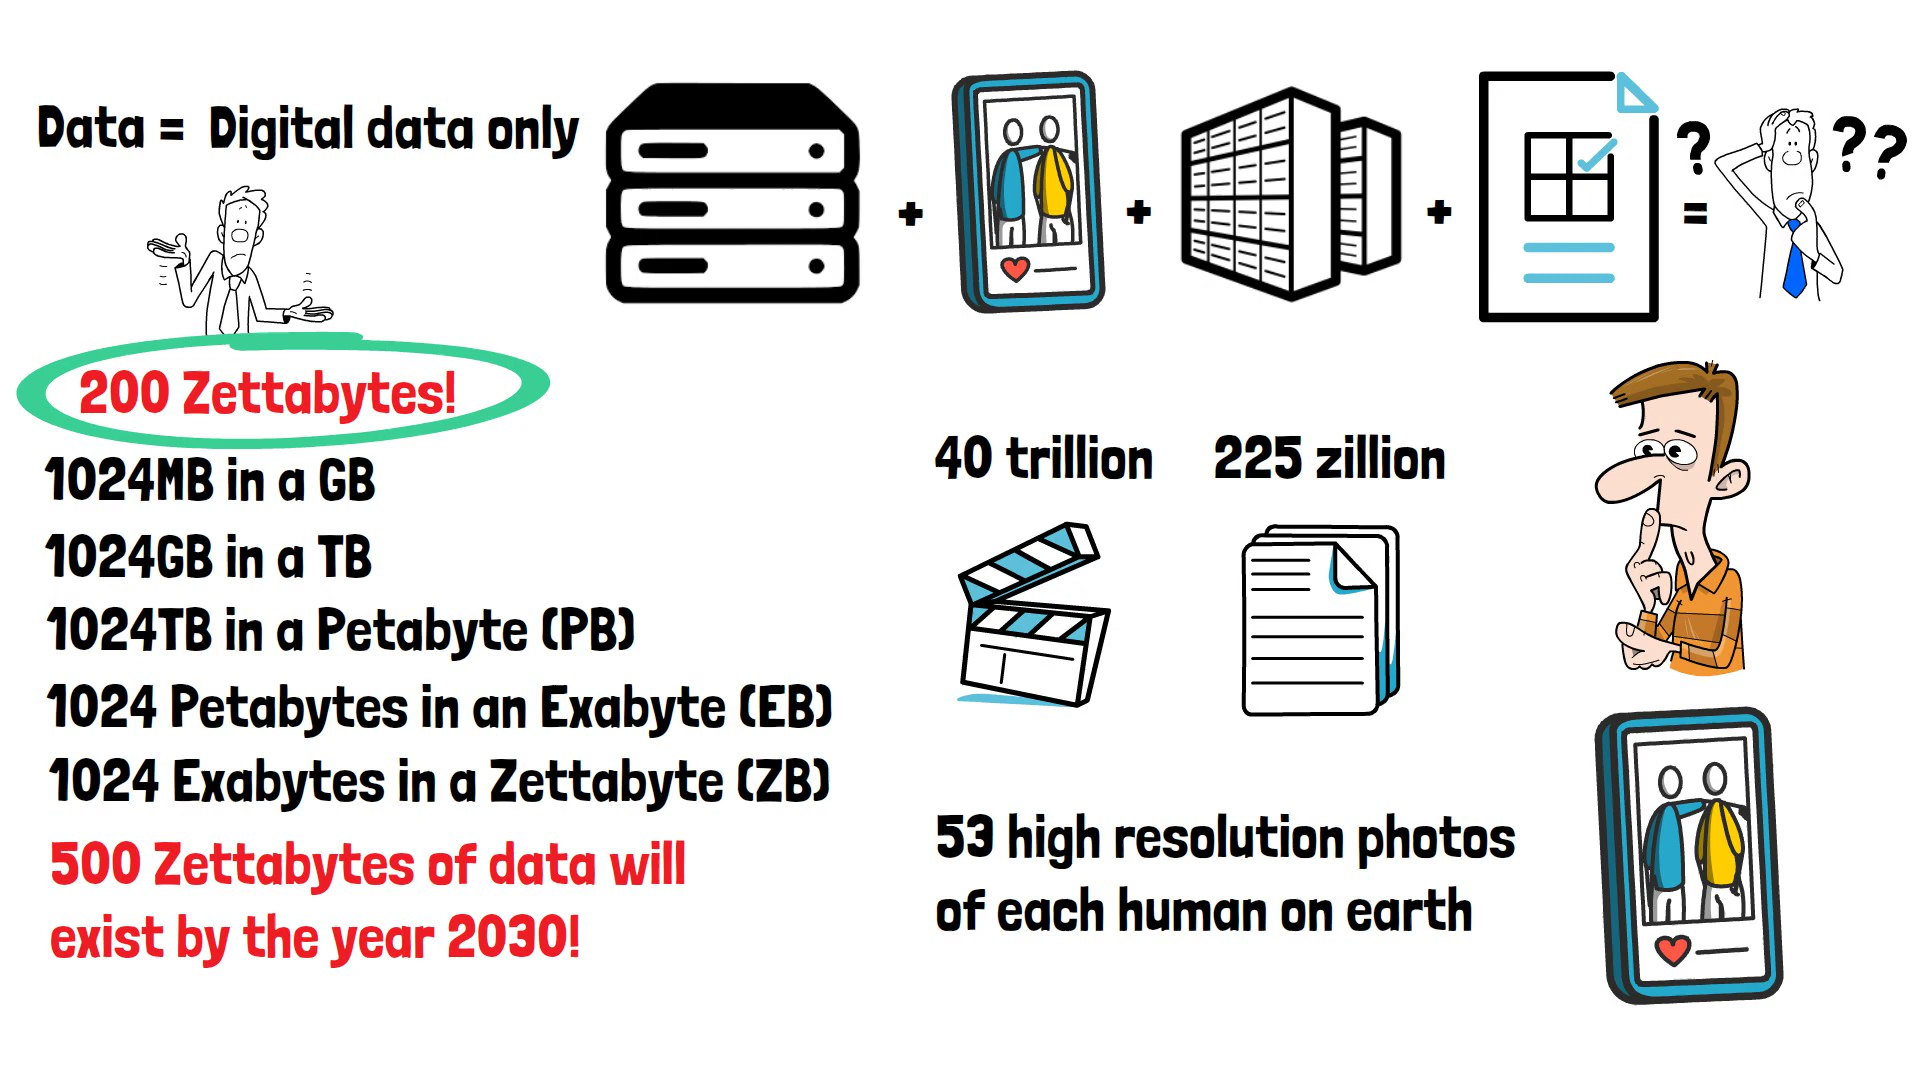 Data = Digital data only
+ + + ? = ? ?
200 Zettabytes!
1024MB in a GB
1024GB in a TB
1024TB in a Petabyte (PB)
1024 Petabytes in an Exabyte (EB)
1024 Exabytes in a Zettabyte (ZB)
500 Zettabytes of data will
exist by the year 2030!
40 trillion
225 zillion
53 high resolution photos
of each human on earth